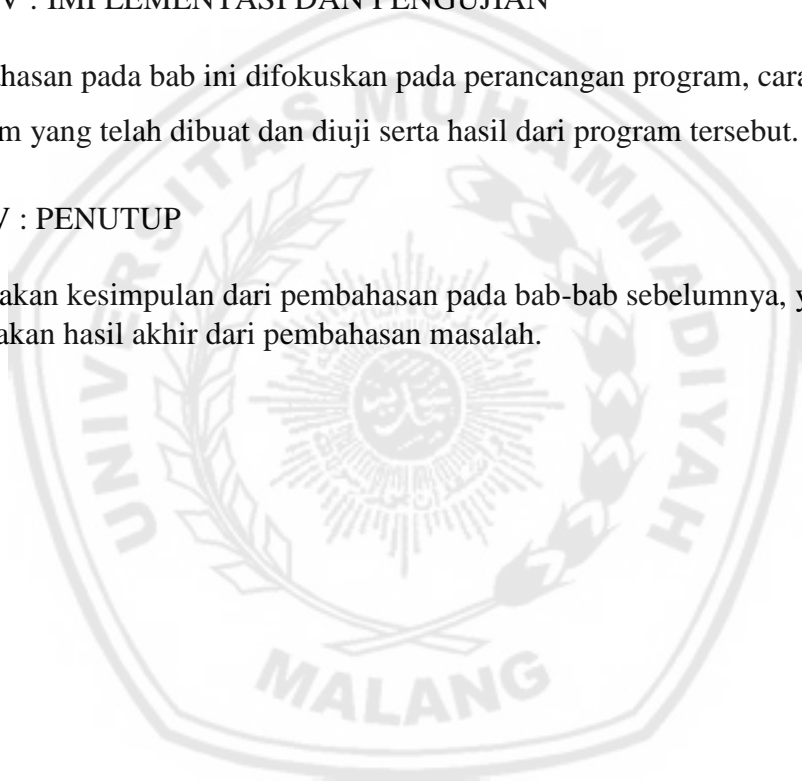 V : IMPLEMENTASI DAN PENGUJIAN
hasan pada bab ini difokuskan pada perancangan program, cara
m yang telah dibuat dan diuji serta hasil dari program tersebut.
V : PENUTUP
akan kesimpulan dari pembahasan pada bab-bab sebelumnya, y
akan hasil akhir dari pembahasan masalah.
UNIVERSITAS MUHAMMADIYAH
MALANG